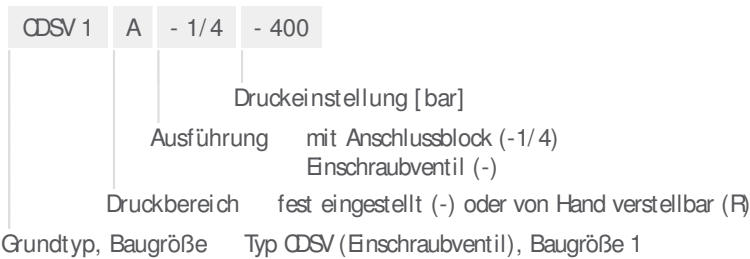 CDSV 1 A - 1/4 - 400
Druckeinstellung [bar]
Ausführung mit Anschlussblock (-1/4)
Einschraubventil (-)
Druckbereich fest eingestellt (-) oder von Hand verstellbar (R)
Grundtyp, Baugröße Typ CDSV (Einschraubventil), Baugröße 1